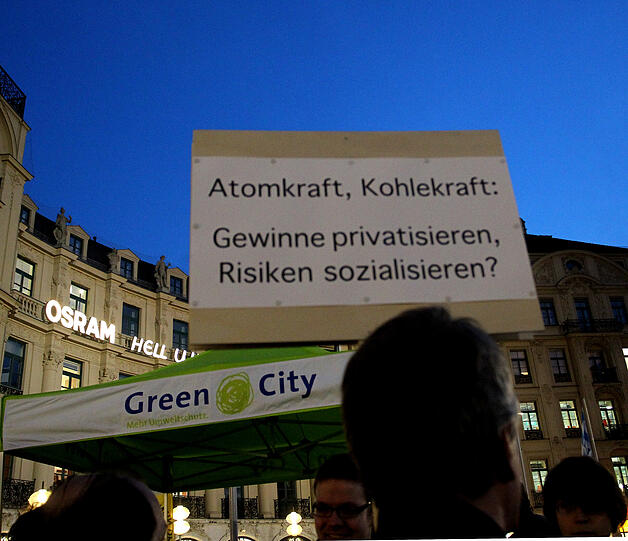 Atomkraft, Kohlekraft:
Gewinne privatisieren,
Risiken sozialisieren?
OSRAM HELL
Green City
Mehr Umweltschutz.